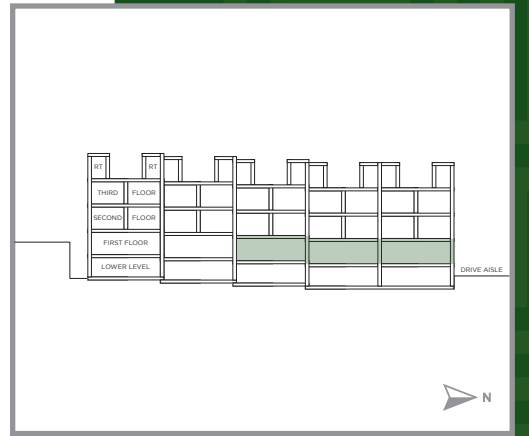 RT RT
THIRD FLOOR
SECOND FLOOR
FIRST FLOOR
LOWER LEVEL
DRIVE AISLE
N